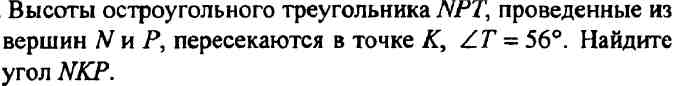 . Высоты остроугольного треугольника NPT, проведенные из
вершин N и P, пересекаются в точке K, ∠T = 56°. Найдите
угол NKP.